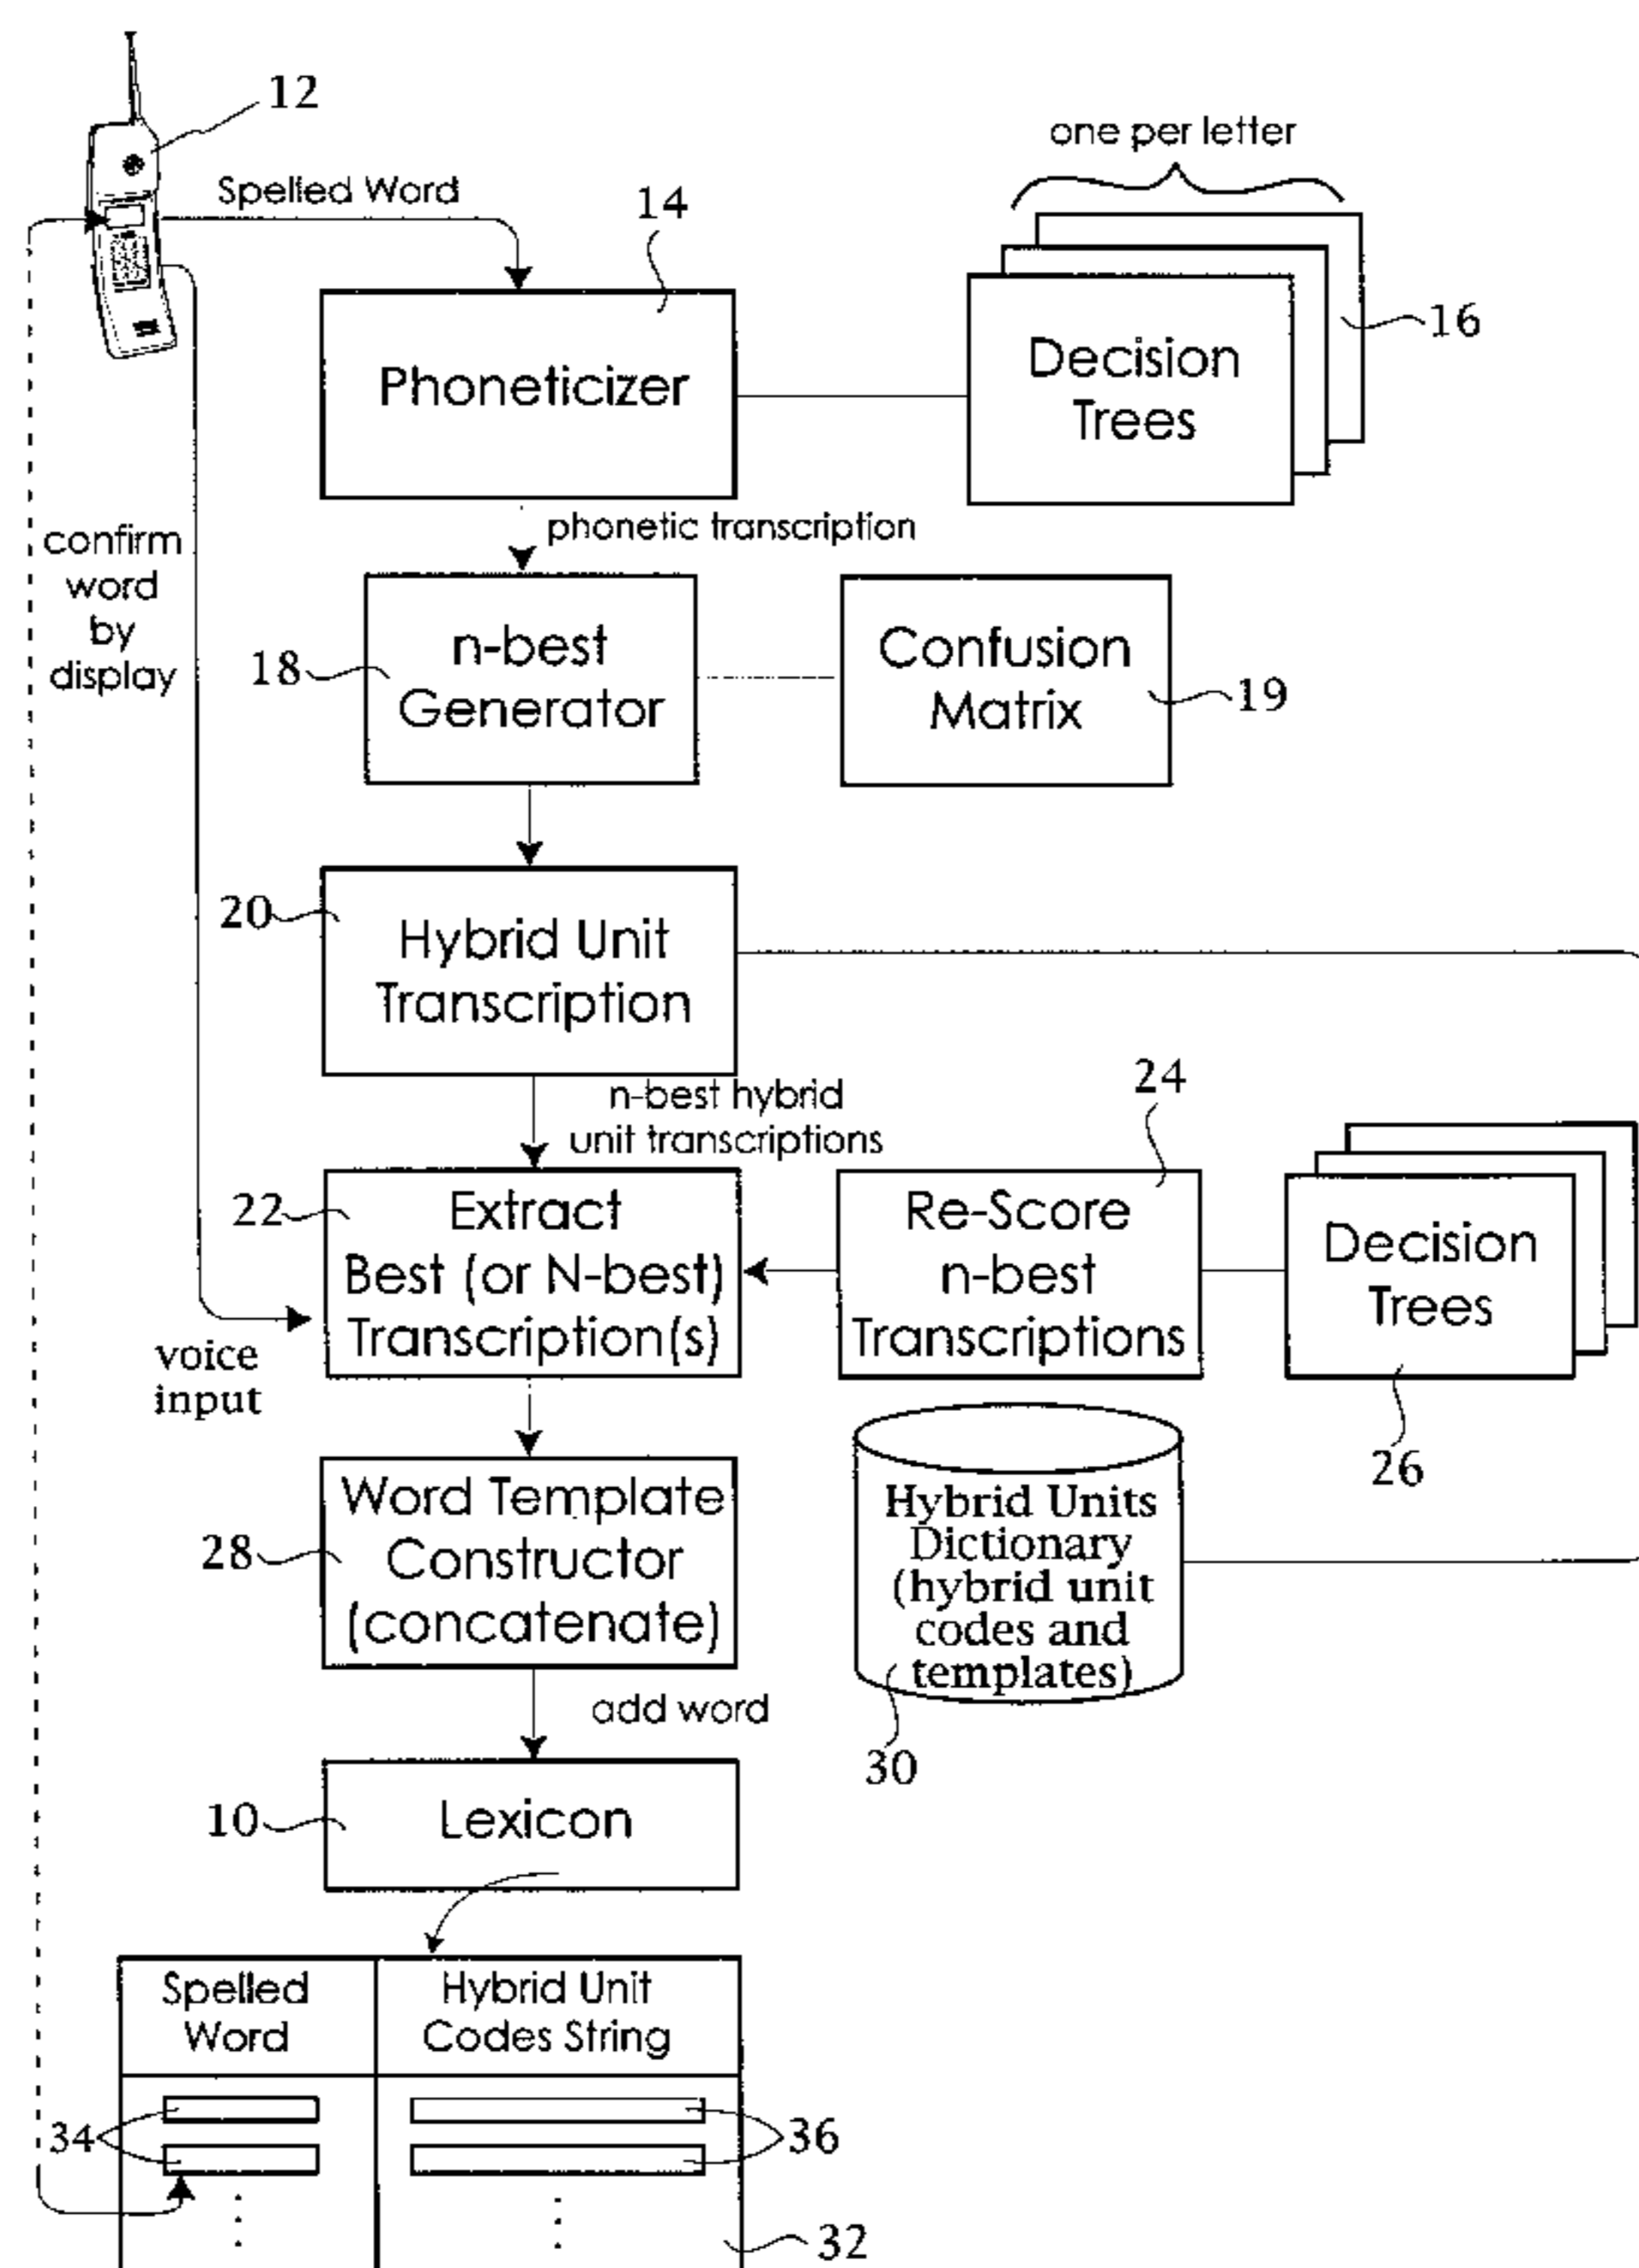 12
one per letter
Spelled Word
14
16
Phoneticizer
Decision
Trees
confirm
word
by
display
phonetic transcription
18
n-best
Generator
Confusion
Matrix
19
20
Hybrid Unit
Transcription
n-best hybrid
unit transcriptions
24
22
Extract
Best (or N-best)
Transcription(s)
Re-Score
n-best
Transcriptions
Decision
Trees
26
voice
input
28
Word Template
Constructor
(concatenate)
Hybrid Units
Dictionary
(hybrid unit
codes and
templates)
30
add word
10
Lexicon
Spelled
Word
Hybrid Unit
Codes String
34
36
32